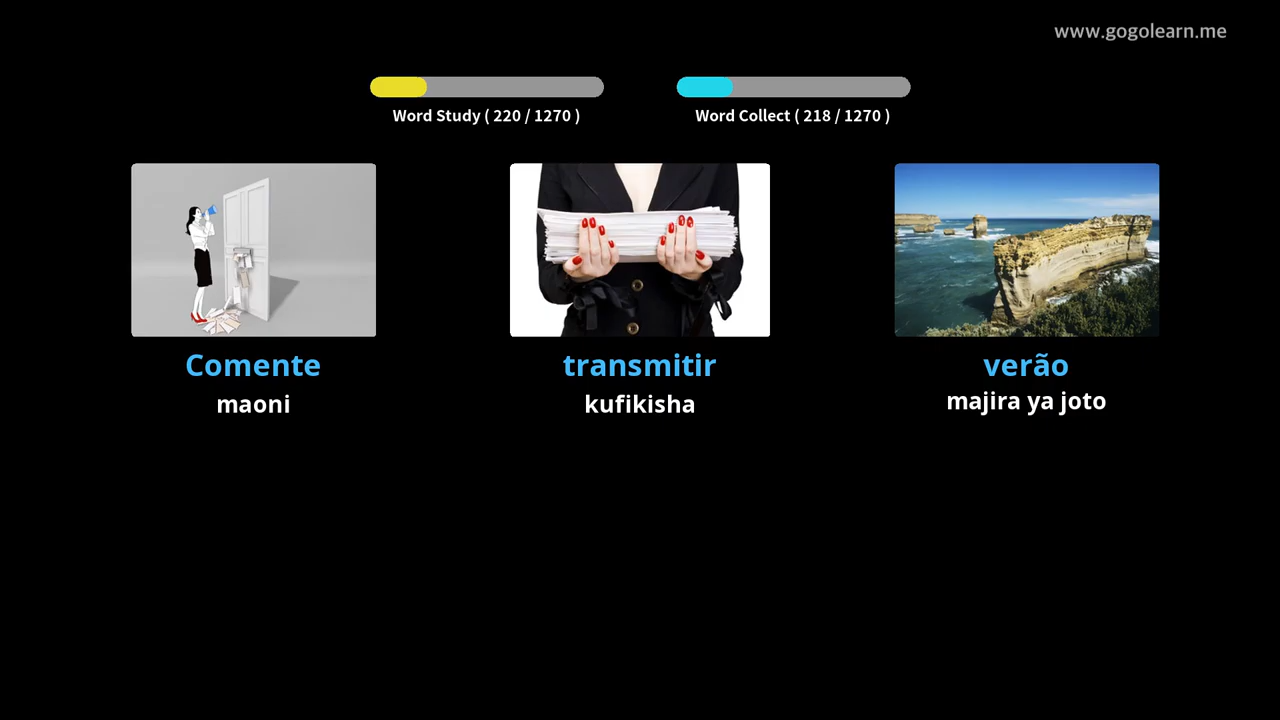 www.gogolearn.me
Word Study ( 220 / 1270 )
Word Collect ( 218 / 1270 )
Comente
maoni
transmitir
kufikisha
verão
majira ya joto